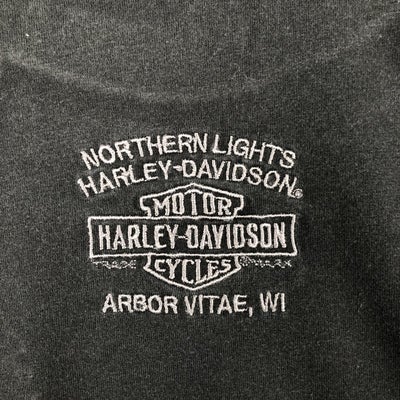 NORTHERN LIGHTS
HARLEY-DAVIDSON®
MOTOR
HARLEY-DAVIDSON
CYCLES
ARBOR VITAE, WI